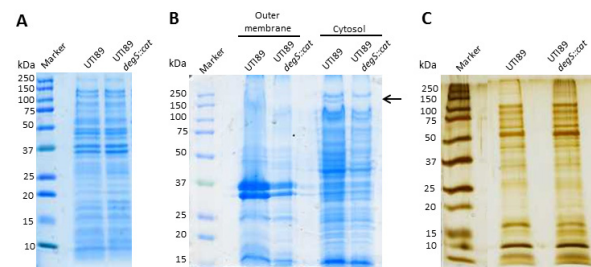 A
kDa
Marker
UTI89
UTI89
degS::cat
250
150
100
75
50
37
25
20
15
10
B
Outer
membrane
Cytosol
kDa
Marker
UTI89
UTI89
degS::cat
UTI89
UTI89
degS::cat
250
150
100
75
50
37
25
20
15
C
kDa
Marker
UTI89
UTI89
degS::cat
250
150
100
75
50
37
25
20
15
10